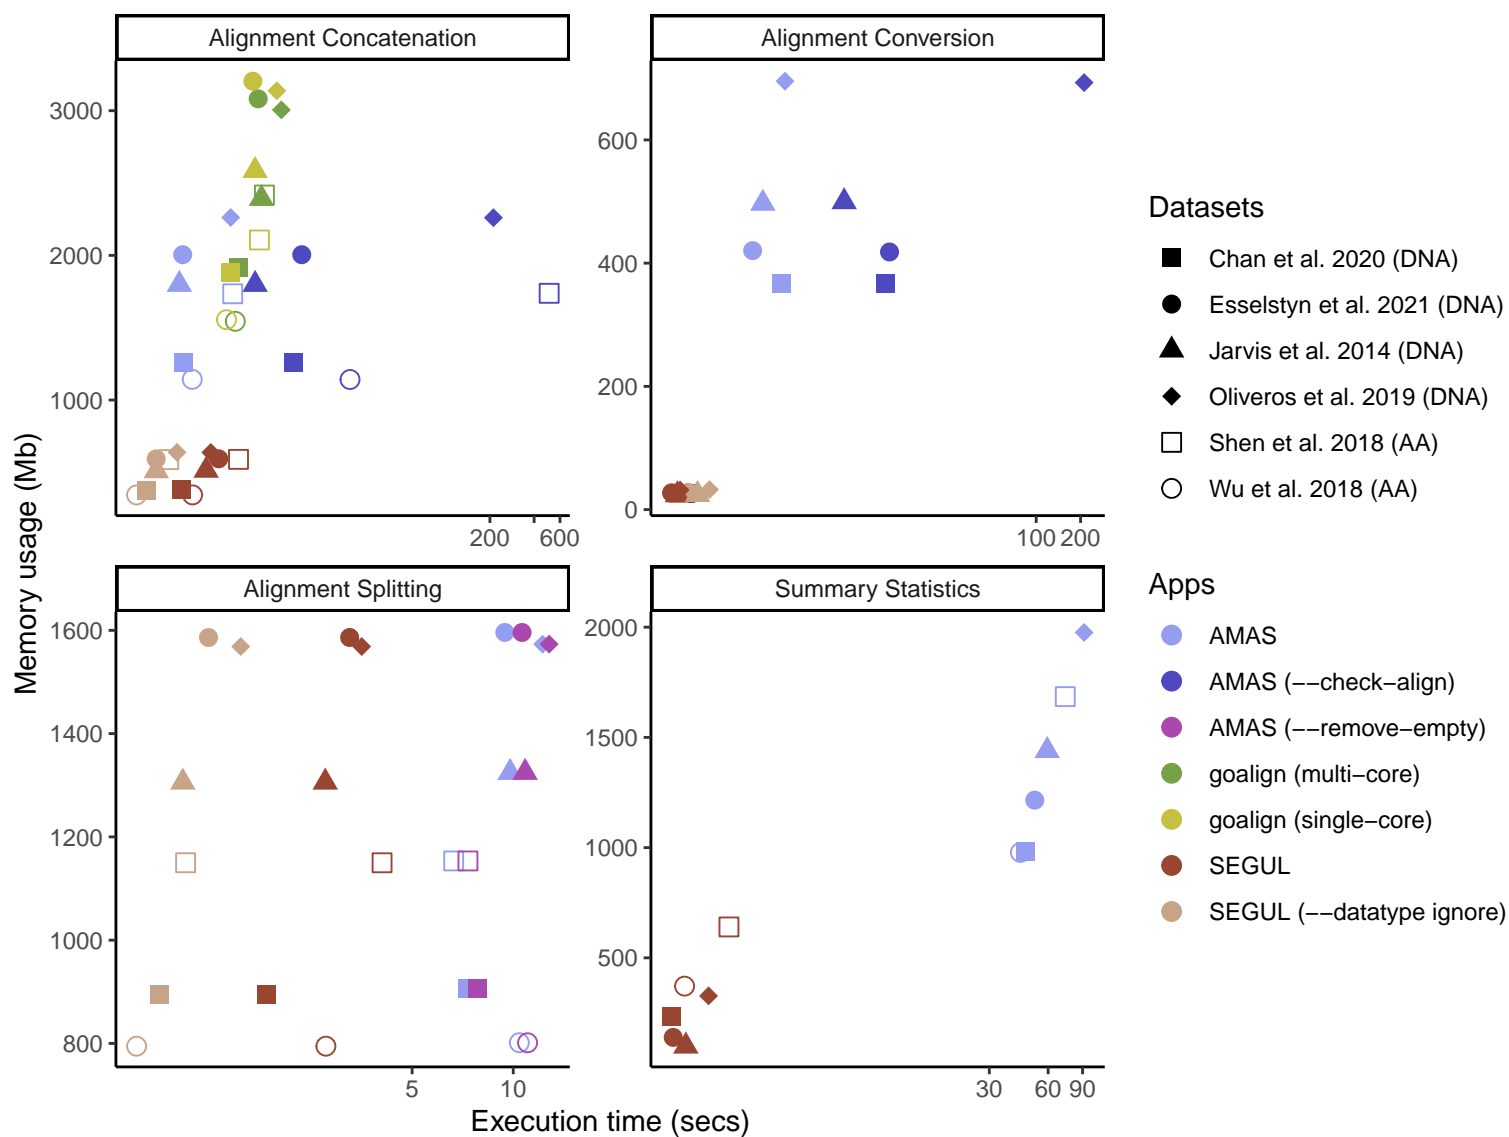 Alignment Concatenation
Alignment Conversion
3000
2000
1000
600
400
200
0
200
600
100
200
Memory usage (Mb)
Alignment Splitting
Summary Statistics
1600
1400
1200
1000
800
2000
1500
1000
500
5
10
30
60
90
Execution time (secs)
Datasets
Chan et al. 2020 (DNA)
Esselstyn et al. 2021 (DNA)
Jarvis et al. 2014 (DNA)
Oliveros et al. 2019 (DNA)
Shen et al. 2018 (AA)
Wu et al. 2018 (AA)
Apps
AMAS
AMAS (−−check−align)
AMAS (−−remove−empty)
goalign (multi−core)
goalign (single−core)
SEGUL
SEGUL (−−datatype ignore)